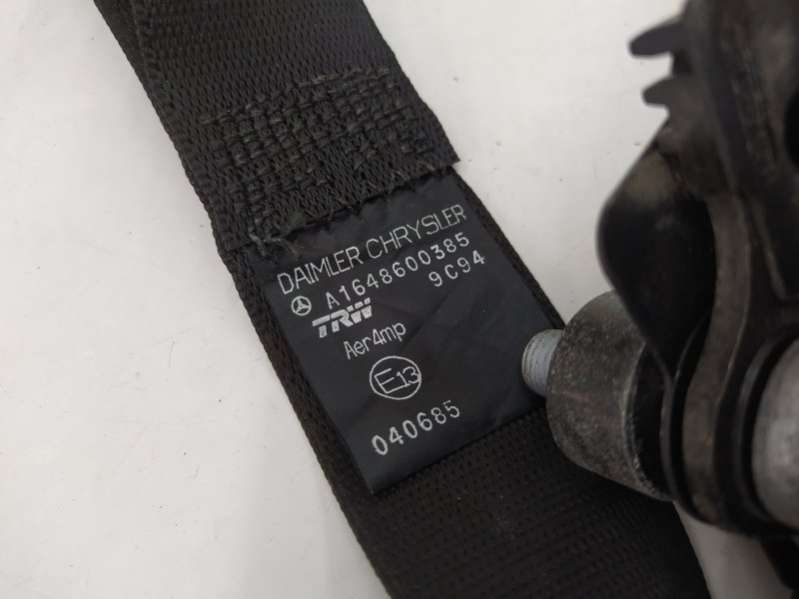 DAIMLER CHRYSLER
A1648600385
9C94
TRW
Aer4mp
E13
040685